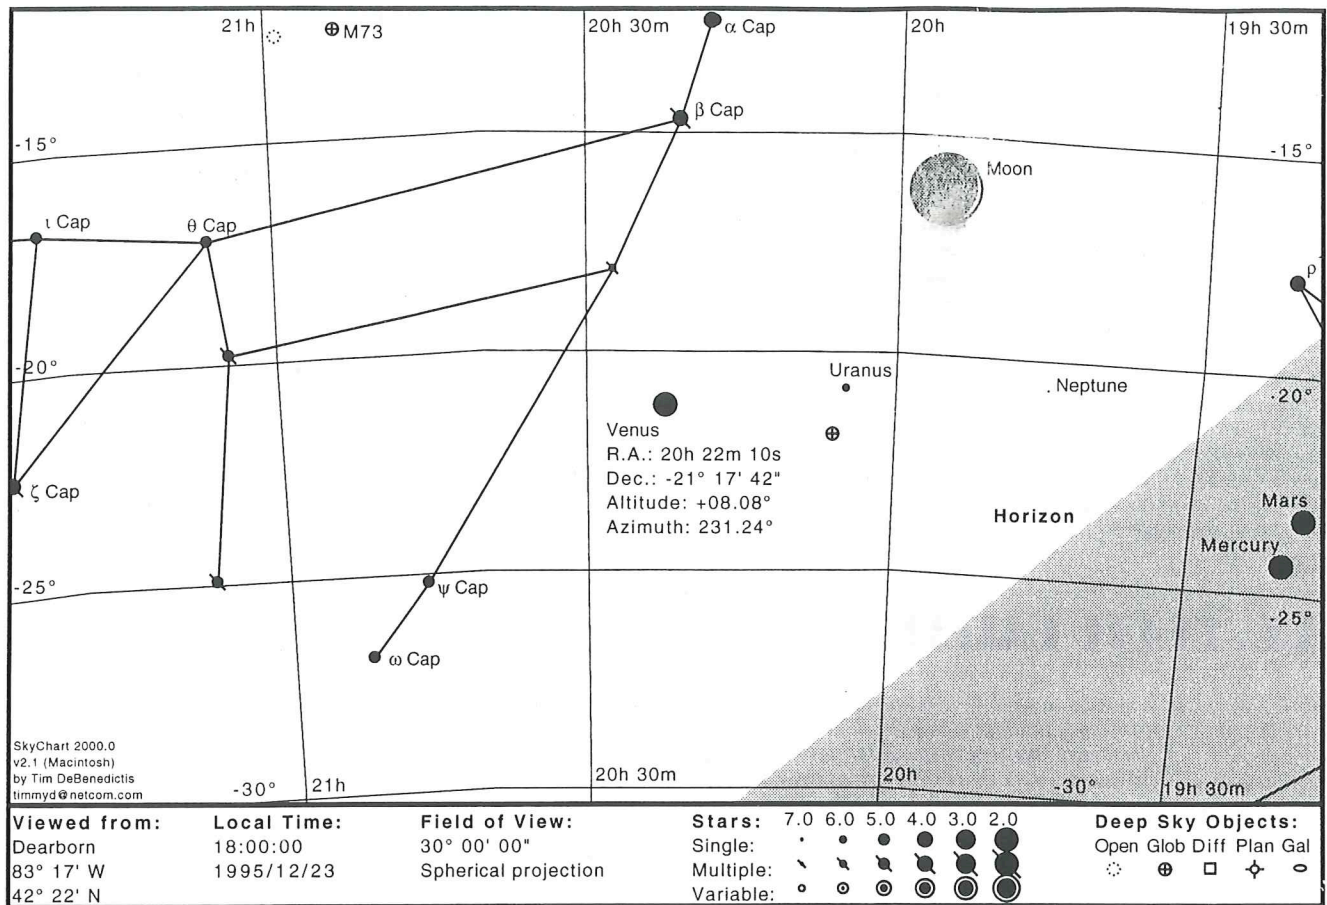 21h
M73
20 30m
α Cap
20h
19h 30m
β Cap
-15°
-15°
Moon
ι Cap
θ Cap
ρ
-20°
Uranus
Neptune
-20°
Venus
R.A.: 20h 22m 10s
Dec.: -21° 17' 42"
Altitude: +08.08°
Azimuth: 231.24°
ζ Cap
Horizon
Mars
Mercury
-25°
ψ Cap
-25°
ω Cap
SkyChart 2000.0
v2.1 (Macintosh)
by Tim DeBenedictis
timmyd@netcom.com
-30°
21h
20h 30m
20h
-30°
19h 30m
Viewed from:
Dearborn
83° 17' W
42° 22' N
Local Time:
18:00:00
1995/12/23
Field of View:
30° 00' 00"
Spherical projection
Stars: 7.0 6.0 5.0 4.0 3.0 2.0
Single:
Multiple:
Variable:
Deep Sky Objects:
Open Glob Diff Plan Gal